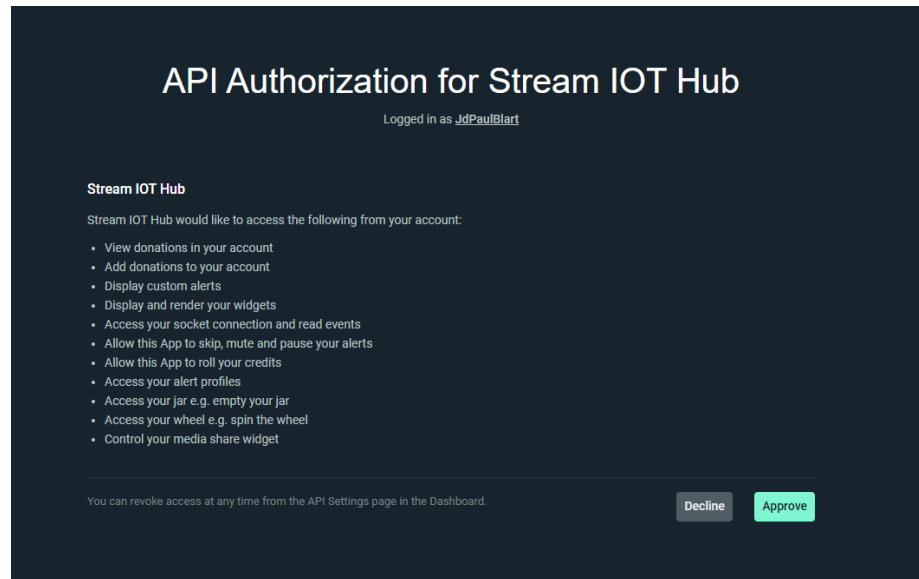 API Authorization for Stream IOT Hub
Logged in as JdPaulBlart
Stream IOT Hub
Stream IOT Hub would like to access the following from your account:
• View donations in your account
• Add donations to your account
• Display custom alerts
• Display and render your widgets
• Access your socket connection and read events
• Allow this App to skip, mute and pause your alerts
• Allow this App to roll your credits
• Access your alert profiles
• Access your jar e.g. empty your jar
• Access your wheel e.g. spin the wheel
• Control your media share widget
You can revoke access at any time from the API Settings page in the Dashboard.
Decline
Approve